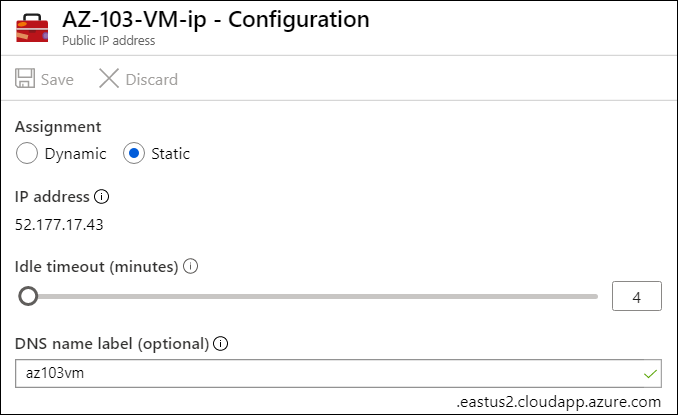 AZ-103-VM-ip - Configuration
Public IP address
Save Discard
Assignment
Dynamic Static
IP address
52.177.17.43
Idle timeout (minutes)
4
DNS name label (optional)
az103vm
.eastus2.cloudapp.azure.com